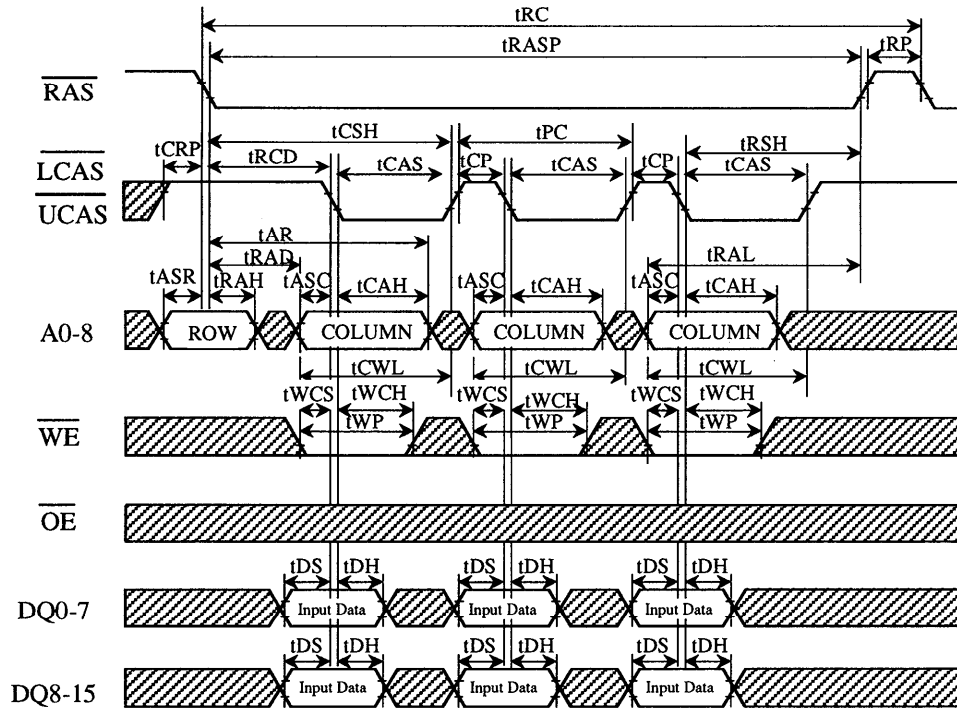 tRC
tRASP tRP
RAS
tCSH tPC
tCRP tRCD tCAS tCP tCAS tCP tRSH tCAS
LCAS
UCAS
tAR
tRAD tRAL
tASR tRAH tASC tCAH tASC tCAH tASC tCAH
A0-8 ROW COLUMN COLUMN COLUMN
tCWL tCWL tCWL
tWCS tWCH tWCS tWCH tWCS tWCH
WE tWP tWP tWP
OE
tDS tDH tDS tDH tDS tDH
DQ0-7 Input Data Input Data Input Data
tDS tDH tDS tDH tDS tDH
DQ8-15 Input Data Input Data Input Data